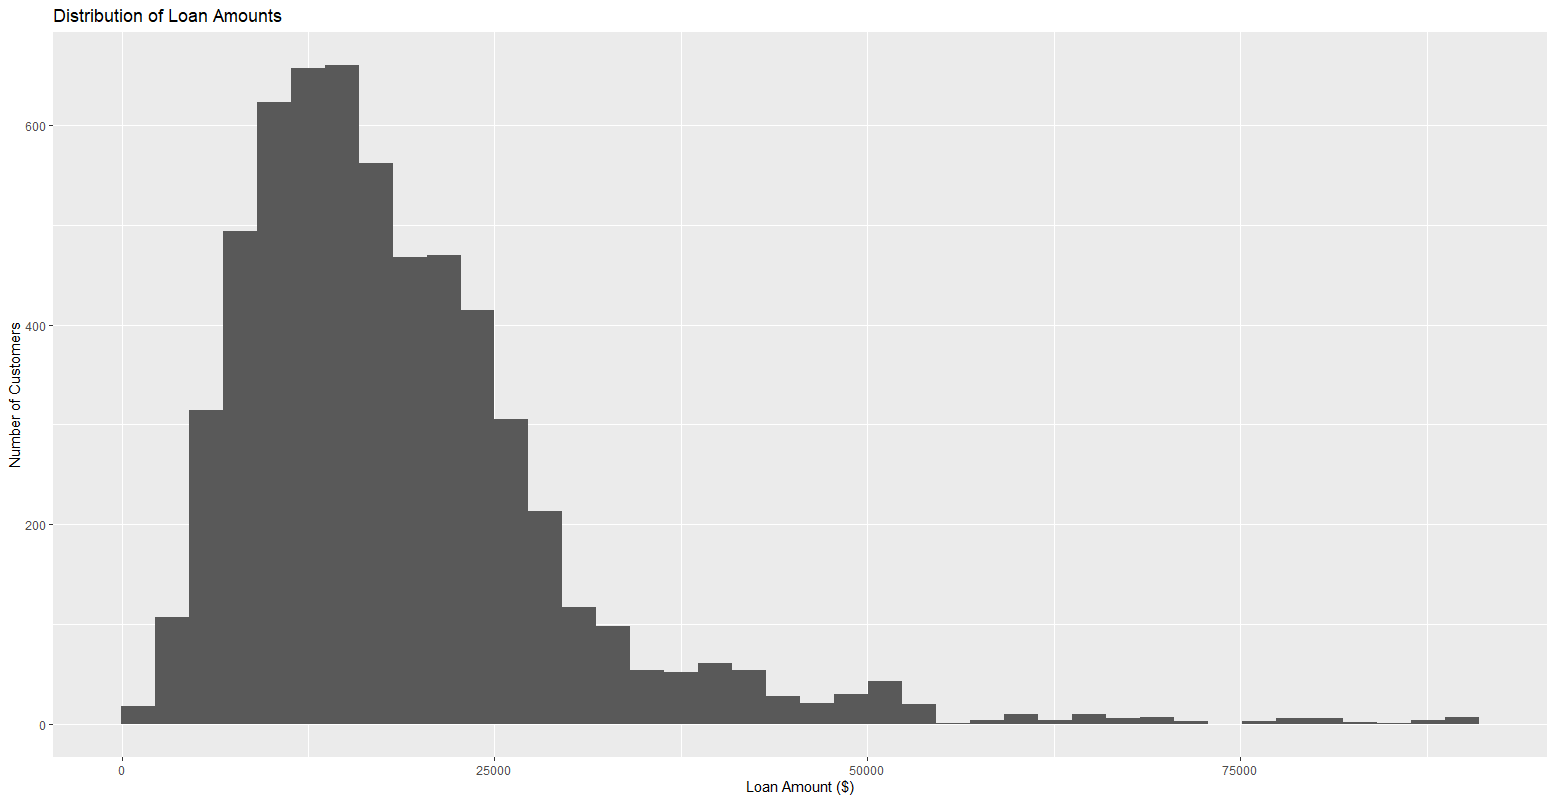 Distribution of Loan Amounts
Number of Customers
600
400
200
0
0 25000 50000 75000
Loan Amount ($)